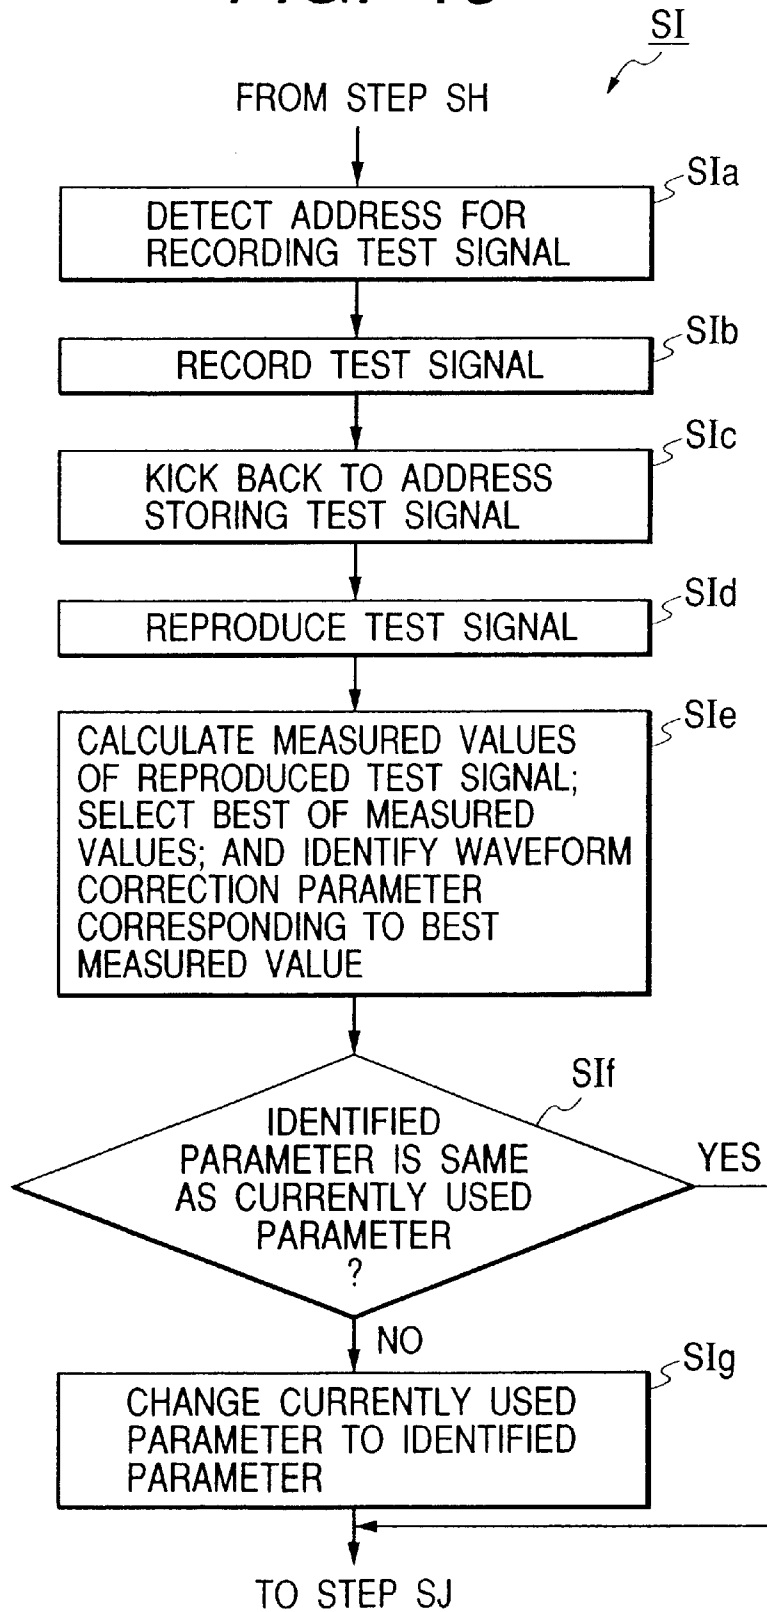 SI
FROM STEP SH
SIa
DETECT ADDRESS FOR
RECORDING TEST SIGNAL
SIb
RECORD TEST SIGNAL
SIc
KICK BACK TO ADDRESS
STORING TEST SIGNAL
SId
REPRODUCE TEST SIGNAL
SIe
CALCULATE MEASURED VALUES
OF REPRODUCED TEST SIGNAL;
SELECT BEST OF MEASURED
VALUES; AND IDENTIFY WAVEFORM
CORRECTION PARAMETER
CORRESPONDING TO BEST
MEASURED VALUE
SIf
IDENTIFIED
PARAMETER IS SAME
AS CURRENTLY USED
PARAMETER
?
YES
NO
SIg
CHANGE CURRENTLY USED
PARAMETER TO IDENTIFIED
PARAMETER
TO STEP SJ